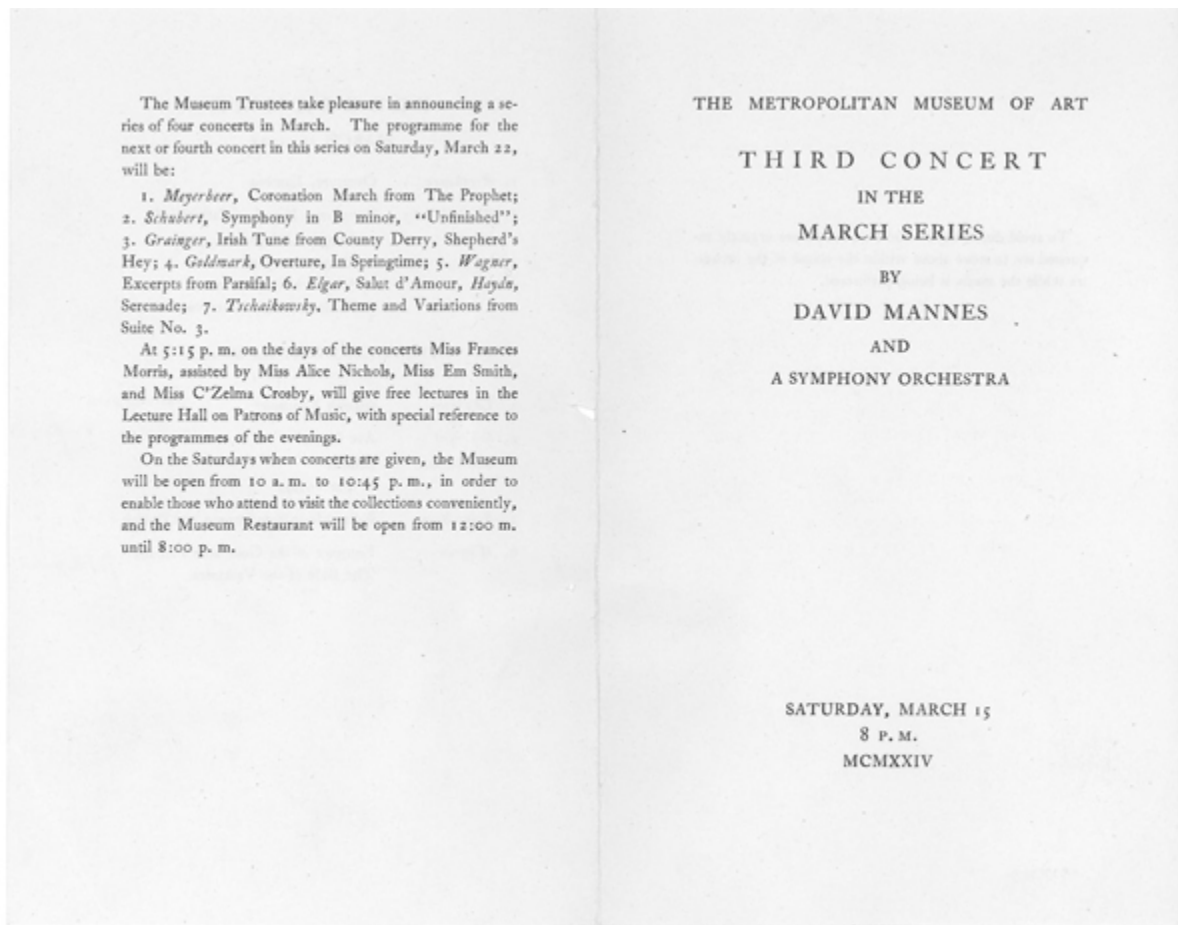 The Museum Trustees take pleasure in announcing a se-
ries of four concerts in March. The programme for the
next or fourth concert in this series on Saturday, March 22,
will be:
1. Meyerbeer, Coronation March from The Prophet;
2. Schubert, Symphony in B minor, “Unfinished”;
3. Grainger, Irish Tune from County Derry, Shepherd's
Hey; 4. Goldmark, Overture, In Springtime; 5. Wagner,
Excerpts from Parsifal; 6. Elgar, Salut d'Amour, Haydn,
Serenade; 7. Tschaikowsky, Theme and Variations from
Suite No. 3.
At 5:15 p. m. on the days of the concerts Miss Frances
Morris, assisted by Miss Alice Nichols, Miss Em Smith,
and Miss C'Zelma Crosby, will give free lectures in the
Lecture Hall on Patrons of Music, with special reference to
the programmes of the evenings.
On the Saturdays when concerts are given, the Museum
will be open from 10 a. m. to 10:45 p. m., in order to
enable those who attend to visit the collections conveniently,
and the Museum Restaurant will be open from 12:00 m.
until 8:00 p. m.
THE METROPOLITAN MUSEUM OF ART
THIRD CONCERT
IN THE
MARCH SERIES
BY
DAVID MANNES
AND
A SYMPHONY ORCHESTRA
SATURDAY, MARCH 15
8 P. M.
MCMXXIV